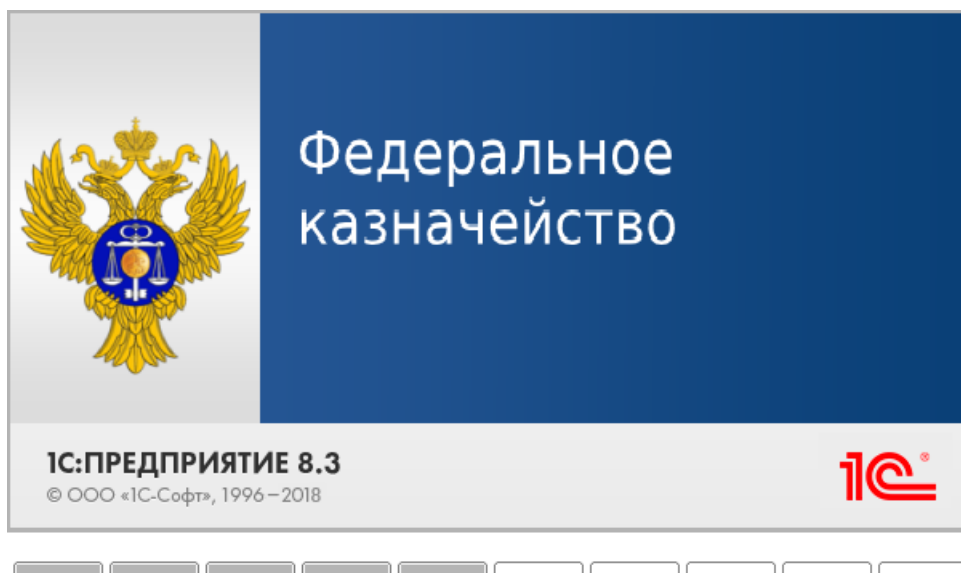 Федеральное
казначейство
1С:ПРЕДПРИЯТИЕ 8.3
© ООО «1С-Софт», 1996–2018
1С®